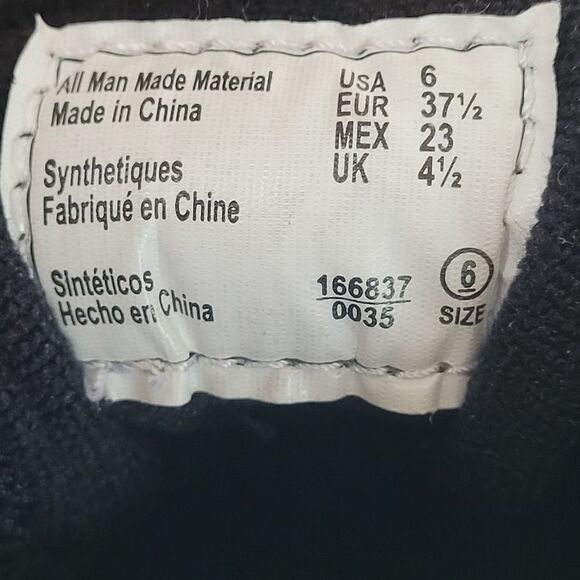 All Man Made Material
Made in China
Synthetiques
Fabriqué en Chine
Sintéticos
Hecho en China
USA 6
EUR 37½
MEX 23
UK 4½
166837
0035
6
SIZE